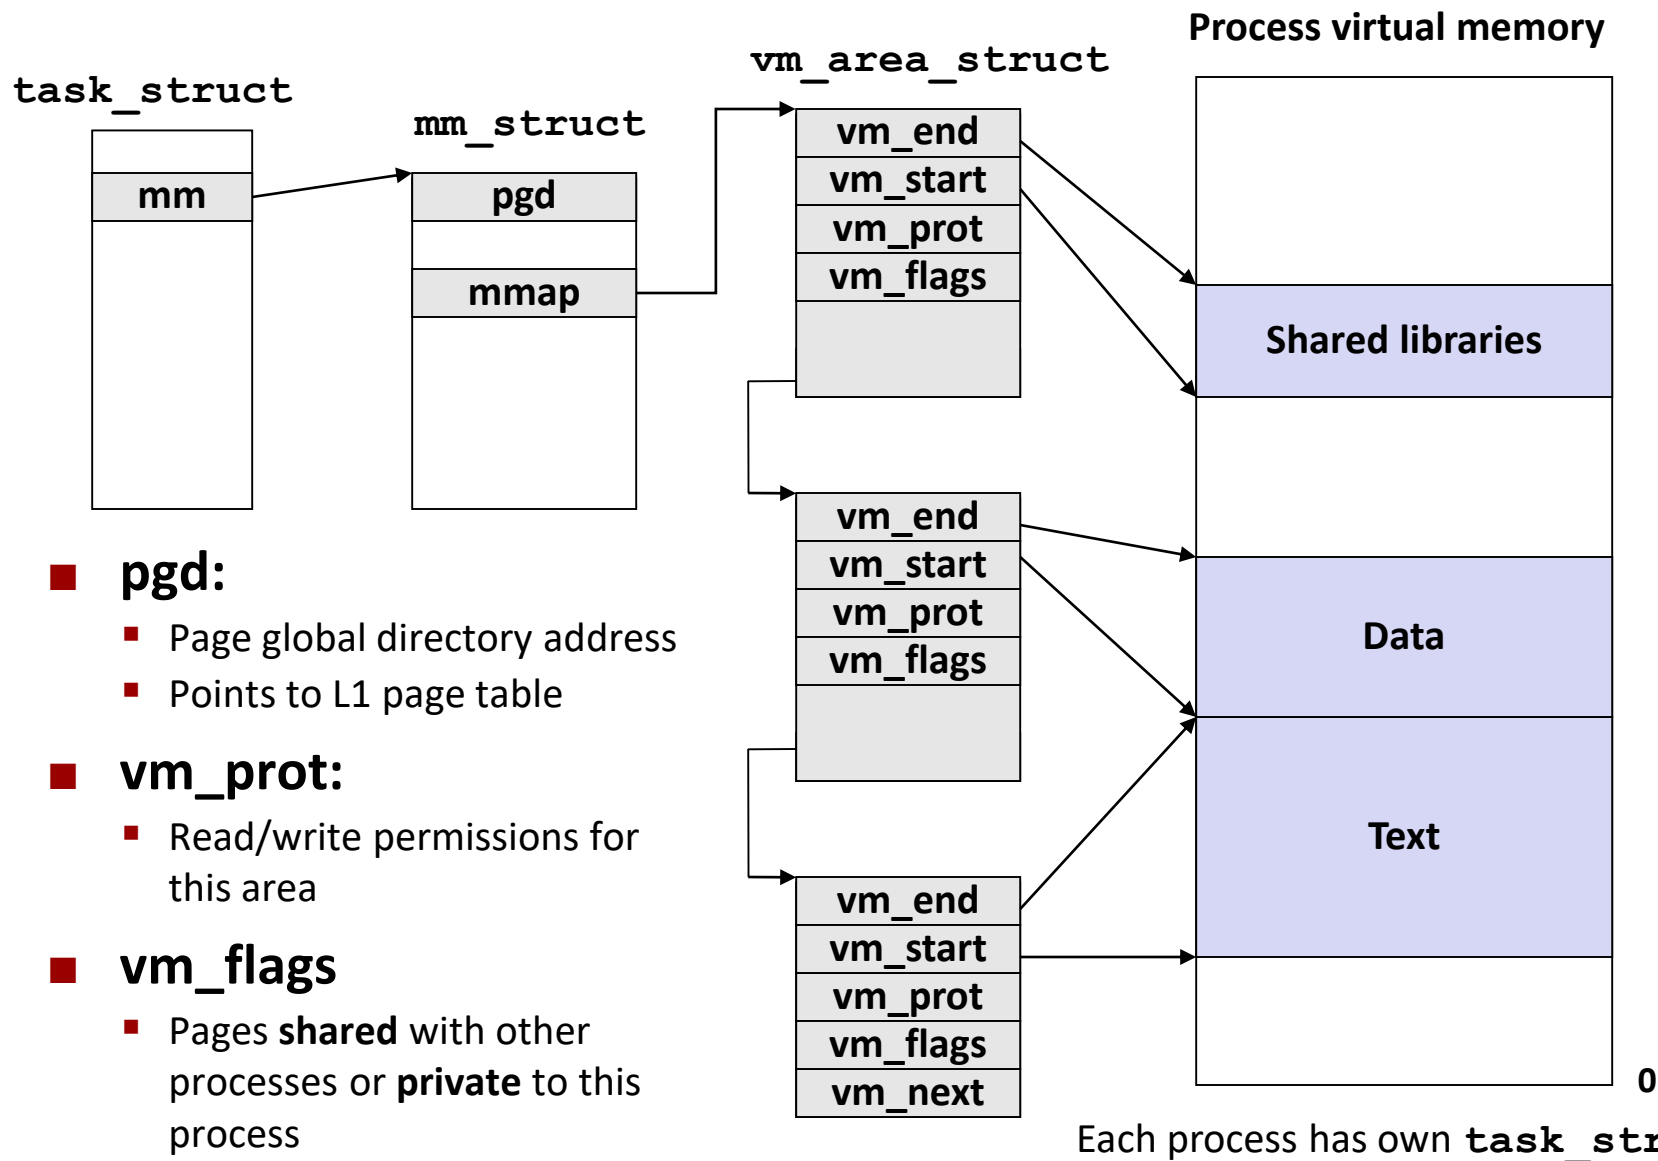 Process virtual memory
vm_area_struct
task_struct
mm_struct
mm
pgd
mmap
vm_end
vm_start
vm_prot
vm_flags
Shared libraries
vm_end
vm_start
vm_prot
vm_flags
Data
Text
vm_end
vm_start
vm_prot
vm_flags
vm_next
0
pgd:
Page global directory address
Points to L1 page table
vm_prot:
Read/write permissions for
this area
vm_flags
Pages shared with other
processes or private to this
process
Each process has own task_str